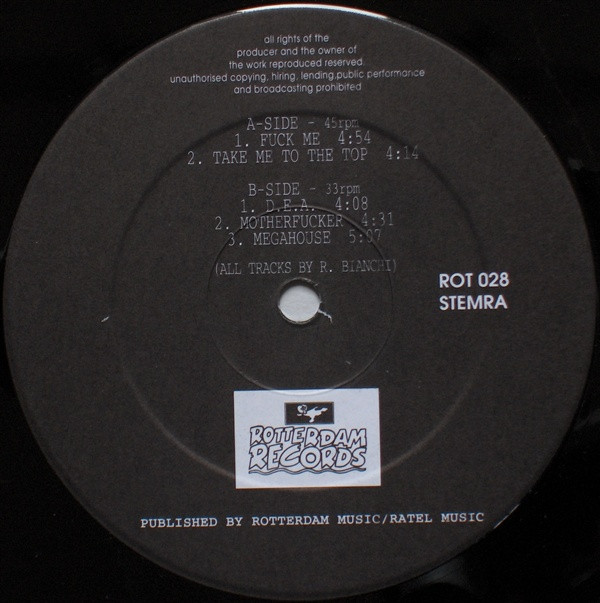 all rights of the
producer and the owner of
the work reproduced reserved.
unauthorised copying, hiring, lending, public performance
and broadcasting prohibited
A-SIDE - 45rpm
1. FUCK ME 4:54
2. TAKE ME TO THE TOP 4:14
B-SIDE - 33rpm
1. D.E.A. 4:08
2. MOTHERFUCKER 4:31
3. MEGAHOUSE 5:07
(ALL TRACKS BY R. BIANCHI)
ROT 028
STEMRA
ROTTERDAM
RECORDS
PUBLISHED BY ROTTERDAM MUSIC/RATEL MUSIC